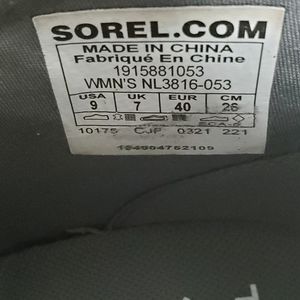 SOREL.COM
MADE IN CHINA
Fabriqué En Chine
1915881053
WMN'S NL3816-053
USA UK EUR CM
9 7 40 26
10175 CJF 0321 221